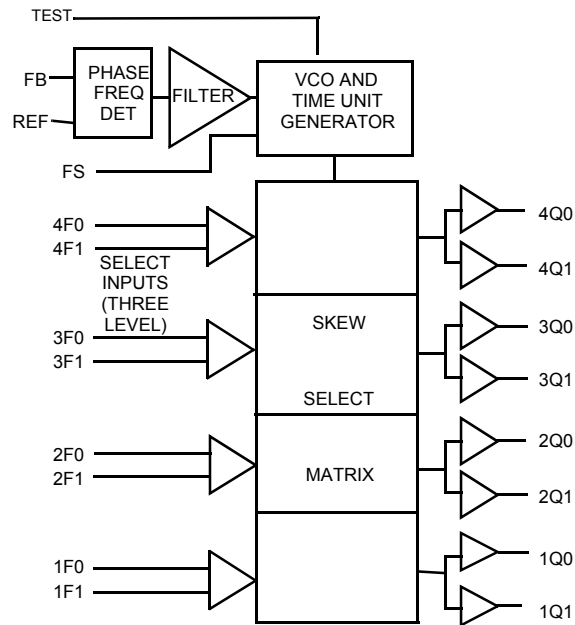 TEST
FB
REF
PHASE
FREQ
DET
FILTER
VCO AND
TIME UNIT
GENERATOR
FS
4F0
4F1
SELECT
INPUTS
(THREE
LEVEL)
3F0
3F1
2F0
2F1
1F0
1F1
SKEW
SELECT
MATRIX
4Q0
4Q1
3Q0
3Q1
2Q0
2Q1
1Q0
1Q1